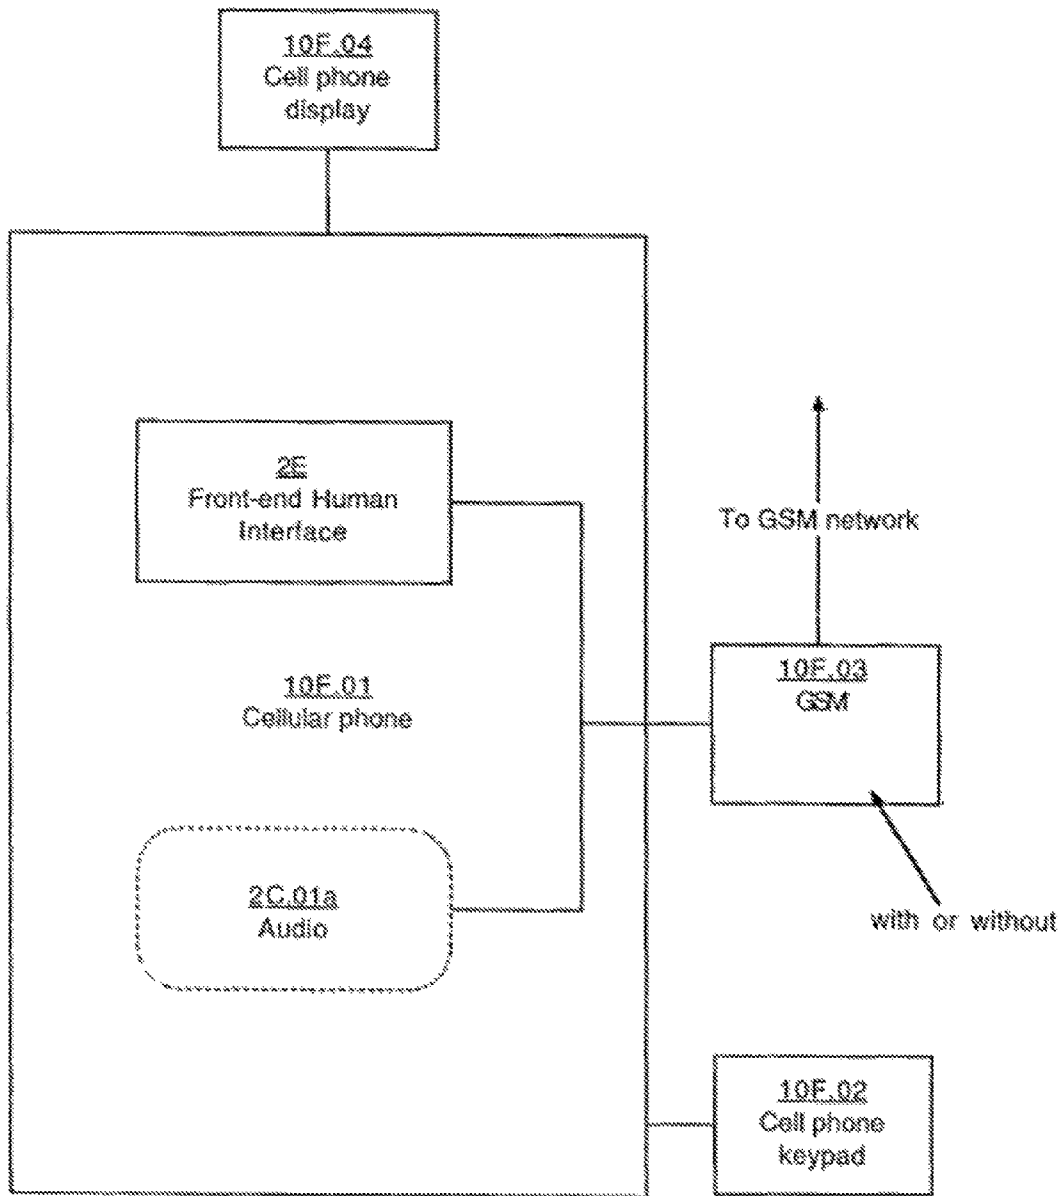 10F.04
Cell phone
display
2E
Front-end Human
Interface
To GSM network
10F.03
GSM
10F.01
Cellular phone
2C.01a
Audio
with or without
10F.02
Cell phone
keypad